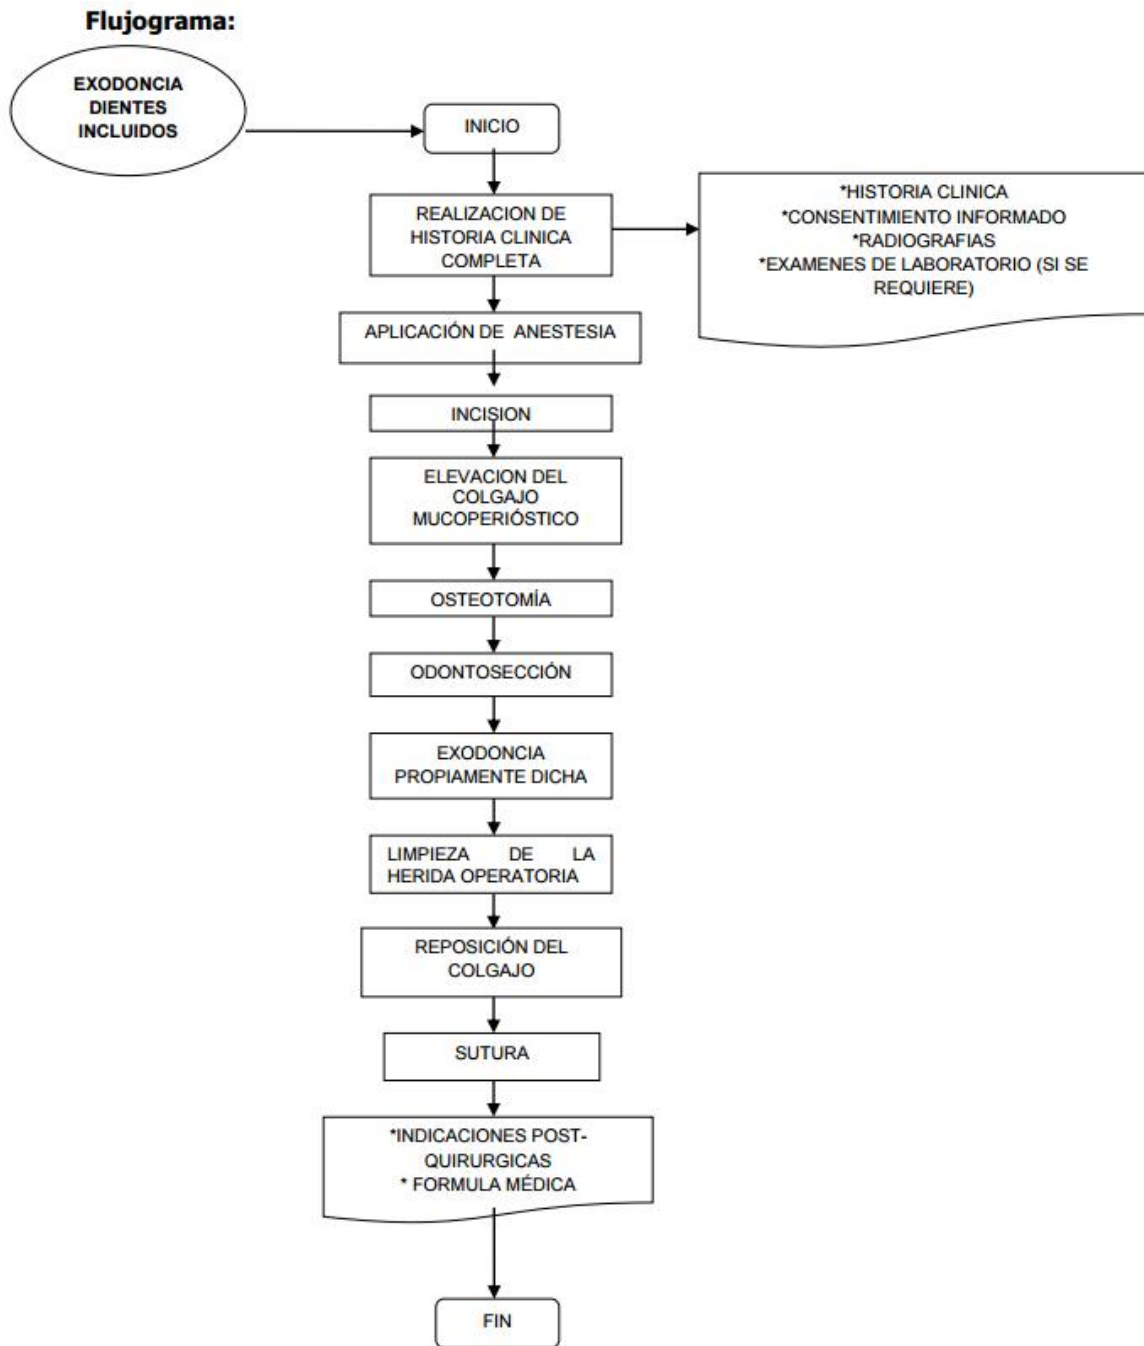 Flujograma:
EXODONCIA
DIENTES
INCLUIDOS
INICIO
REALIZACION DE
HISTORIA CLINICA
COMPLETA
*HISTORIA CLINICA
*CONSENTIMIENTO INFORMADO
*RADIOGRAFIAS
*EXAMENES DE LABORATORIO (SI SE
REQUIERE)
APLICACIÓN DE ANESTESIA
INCISION
ELEVACION DEL
COLGAJO
MUCOPERIÓSTICO
OSTEOTOMÍA
ODONTOSECCIÓN
EXODONCIA
PROPIAMENTE DICHA
LIMPIEZA DE LA
HERIDA OPERATORIA
REPOSICIÓN DEL
COLGAJO
SUTURA
*INDICACIONES POST-
QUIRURGICAS
* FORMULA MÉDICA
FIN